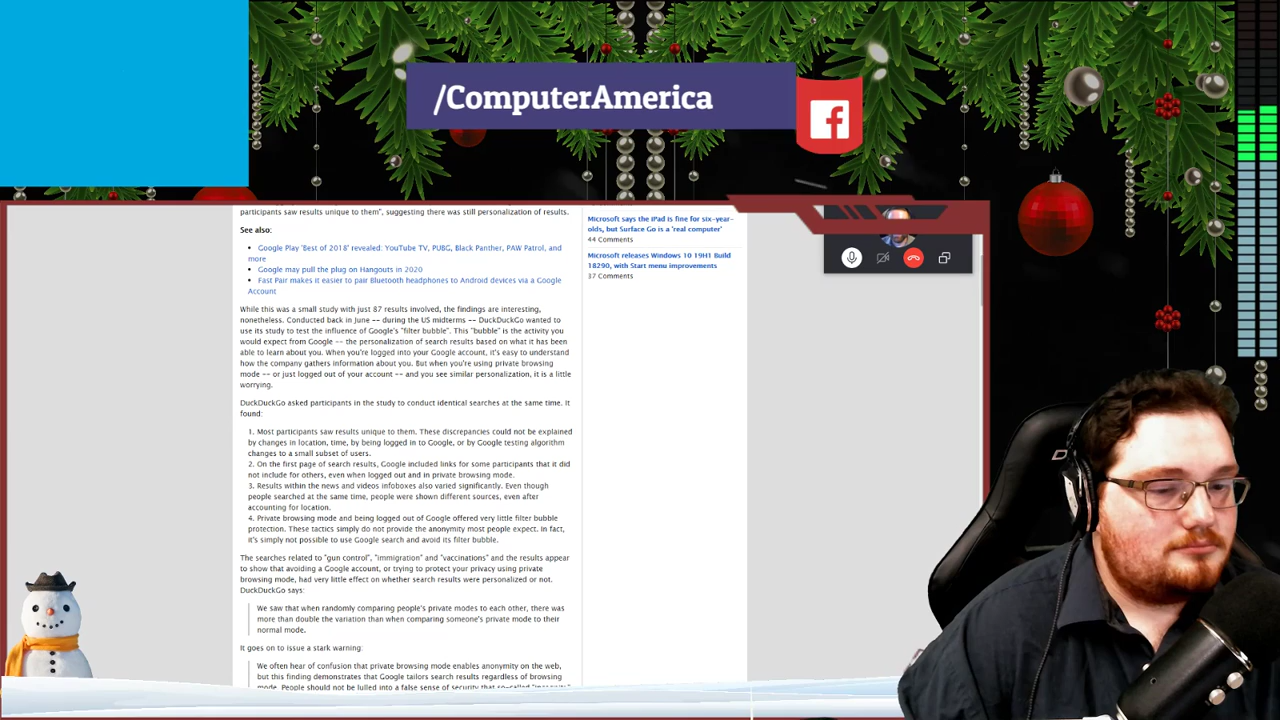 /ComputerAmerica
participants saw results unique to them", suggesting there was still personalization of results.
See also:
• Google Play 'Best of 2018' revealed: YouTube TV, PUBG, Black Panther, PAW Patrol, and
more
• Google may pull the plug on Hangouts in 2020
• Fast Pair makes it easier to pair Bluetooth headphones to Android devices via a Google
Account
While this was a small study with just 87 results involved, the findings are interesting,
nonetheless. Conducted back in June -- during the US midterms -- DuckDuckGo wanted to
use its study to test the influence of Google's "filter bubble". This "bubble" is the activity you
would expect from Google -- the personalization of search results based on what it has been
able to learn about you. When you're logged into your Google account, it's easy to understand
how the company gathers information about you. But when you're using private browsing
mode -- or just logged out of your account -- and you see similar personalization, it is a little
worrying.
DuckDuckGo asked participants in the study to conduct identical searches at the same time. It
found:
1. Most participants saw results unique to them. These discrepancies could not be explained
by changes in location, time, by being logged in to Google, or by Google testing algorithm
changes to a small subset of users.
2. On the first page of search results, Google included links for some participants that it did
not include for others, even when logged out and in private browsing mode.
3. Results within the news and videos infoboxes also varied significantly. Even though
people searched at the same time, people were shown different sources, even after
accounting for location.
4. Private browsing mode and being logged out of Google offered very little filter bubble
protection. These tactics simply do not provide the anonymity most people expect. In fact,
it's simply not possible to use Google search and avoid its filter bubble.
The searches related to "gun control", "immigration" and "vaccinations" and the results appear
to show that avoiding a Google account, or trying to protect your privacy using private
browsing mode, had very little effect on whether search results were personalized or not.
DuckDuckGo says:
We saw that when randomly comparing people's private modes to each other, there was
more than double the variation than when comparing someone's private mode to their
normal mode.
It goes on to issue a stark warning:
We often hear of confusion that private browsing mode enables anonymity on the web,
but this finding demonstrates that Google tailors search results regardless of browsing
mode. People should not be lulled into a false sense of security that so-called "incognito"
Microsoft says the iPad is fine for six-year-
olds, but Surface Go is a 'real computer'
44 Comments
Microsoft releases Windows 10 19H1 Build
18290, with Start menu improvements
37 Comments